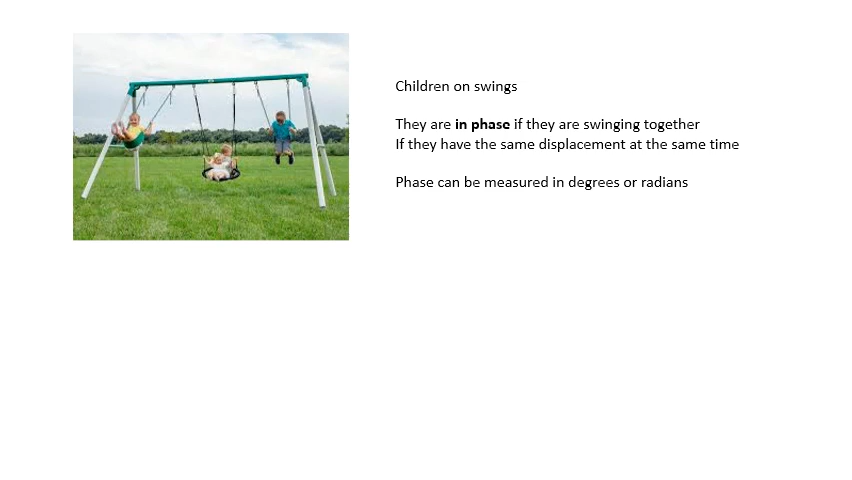 Children on swings
They are in phase if they are swinging together
If they have the same displacement at the same time
Phase can be measured in degrees or radians